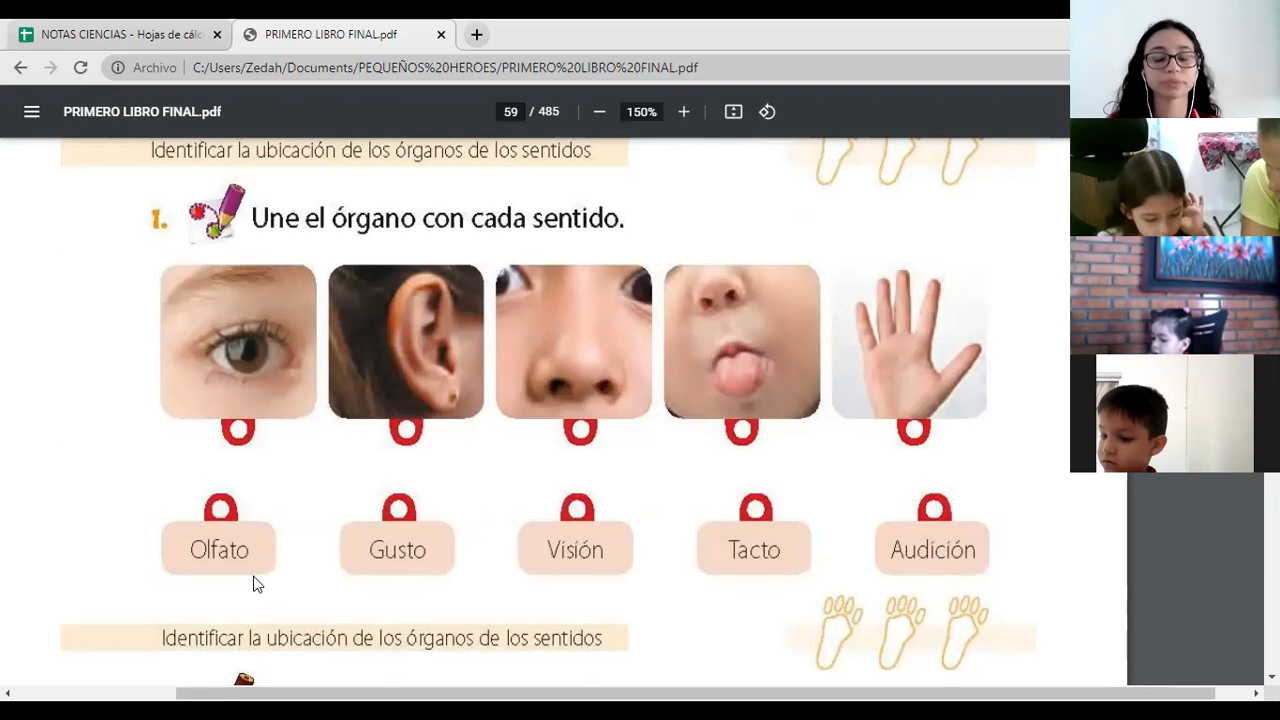 NOTAS CIENCIAS - Hojas de cálc
PRIMERO LIBRO FINAL.pdf
Archivo
C:/Users/Zedah/Documents/PEQUEÑOS%20HEROES/PRIMERO%20LIBRO%20FINAL.pdf
PRIMERO LIBRO FINAL.pdf
59 / 485
150%
Identificar la ubicación de los órganos de los sentidos
1. Une el órgano con cada sentido.
Olfato
Gusto
Visión
Tacto
Audición
Identificar la ubicación de los órganos de los sentidos